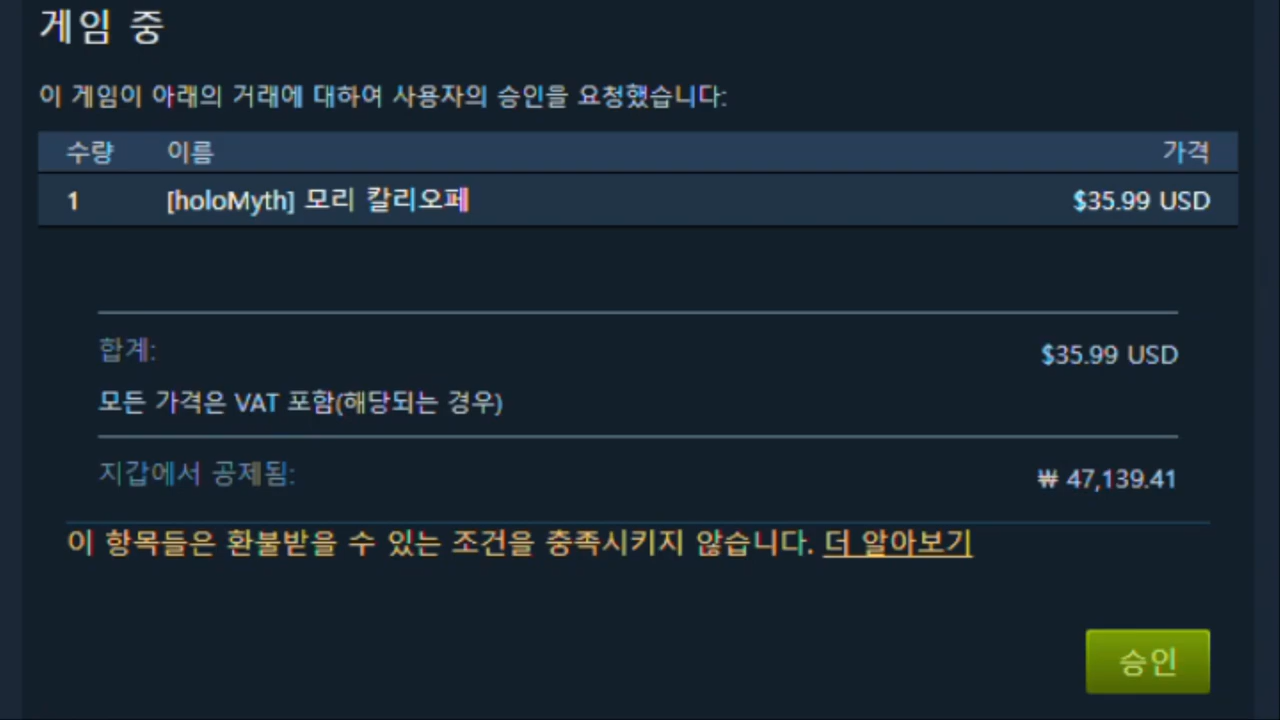 게임 중
이 게임이 아래의 거래에 대하여 사용자의 승인을 요청했습니다:
수량 이름 가격
1 [holoMyth] 모리 칼리오페 $35.99 USD
합계: $35.99 USD
모든 가격은 VAT 포함(해당되는 경우)
지갑에서 공제됨: ₩ 47,139.41
이 항목들은 환불받을 수 있는 조건을 충족시키지 않습니다. 더 알아보기
승인